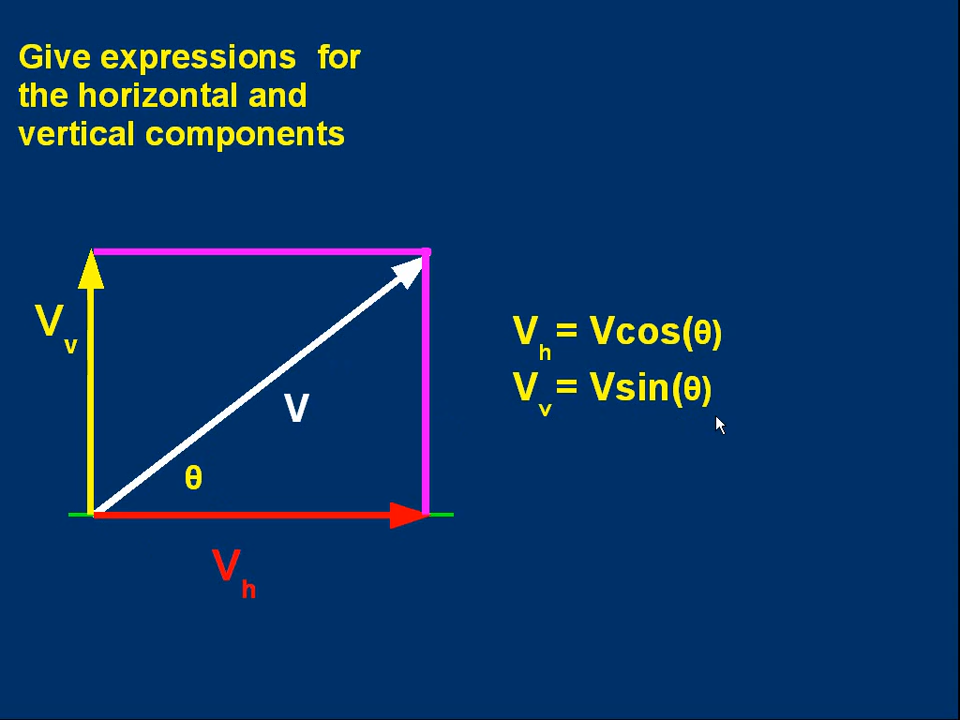 Give expressions for
the horizontal and
vertical components
Vv
V
θ
Vh
Vh = Vcos(θ)
Vv = Vsin(θ)